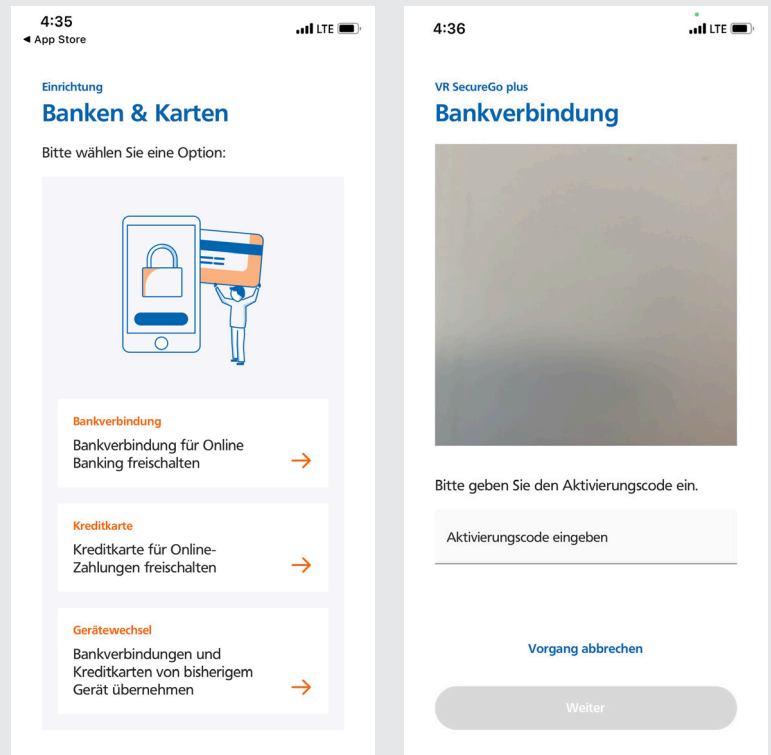 4:35
LTE
◀ App Store
Einrichtung
Banken & Karten
Bitte wählen Sie eine Option:
Bankverbindung
Bankverbindung für Online
Banking freischalten
Kreditkarte
Kreditkarte für Online-
Zahlungen freischalten
Gerätewechsel
Bankverbindungen und
Kreditkarten von bisherigem
Gerät übernehmen
4:36
LTE
VR SecureGo plus
Bankverbindung
Bitte geben Sie den Aktivierungscode ein.
Aktivierungscode eingeben
Vorgang abbrechen
Weiter